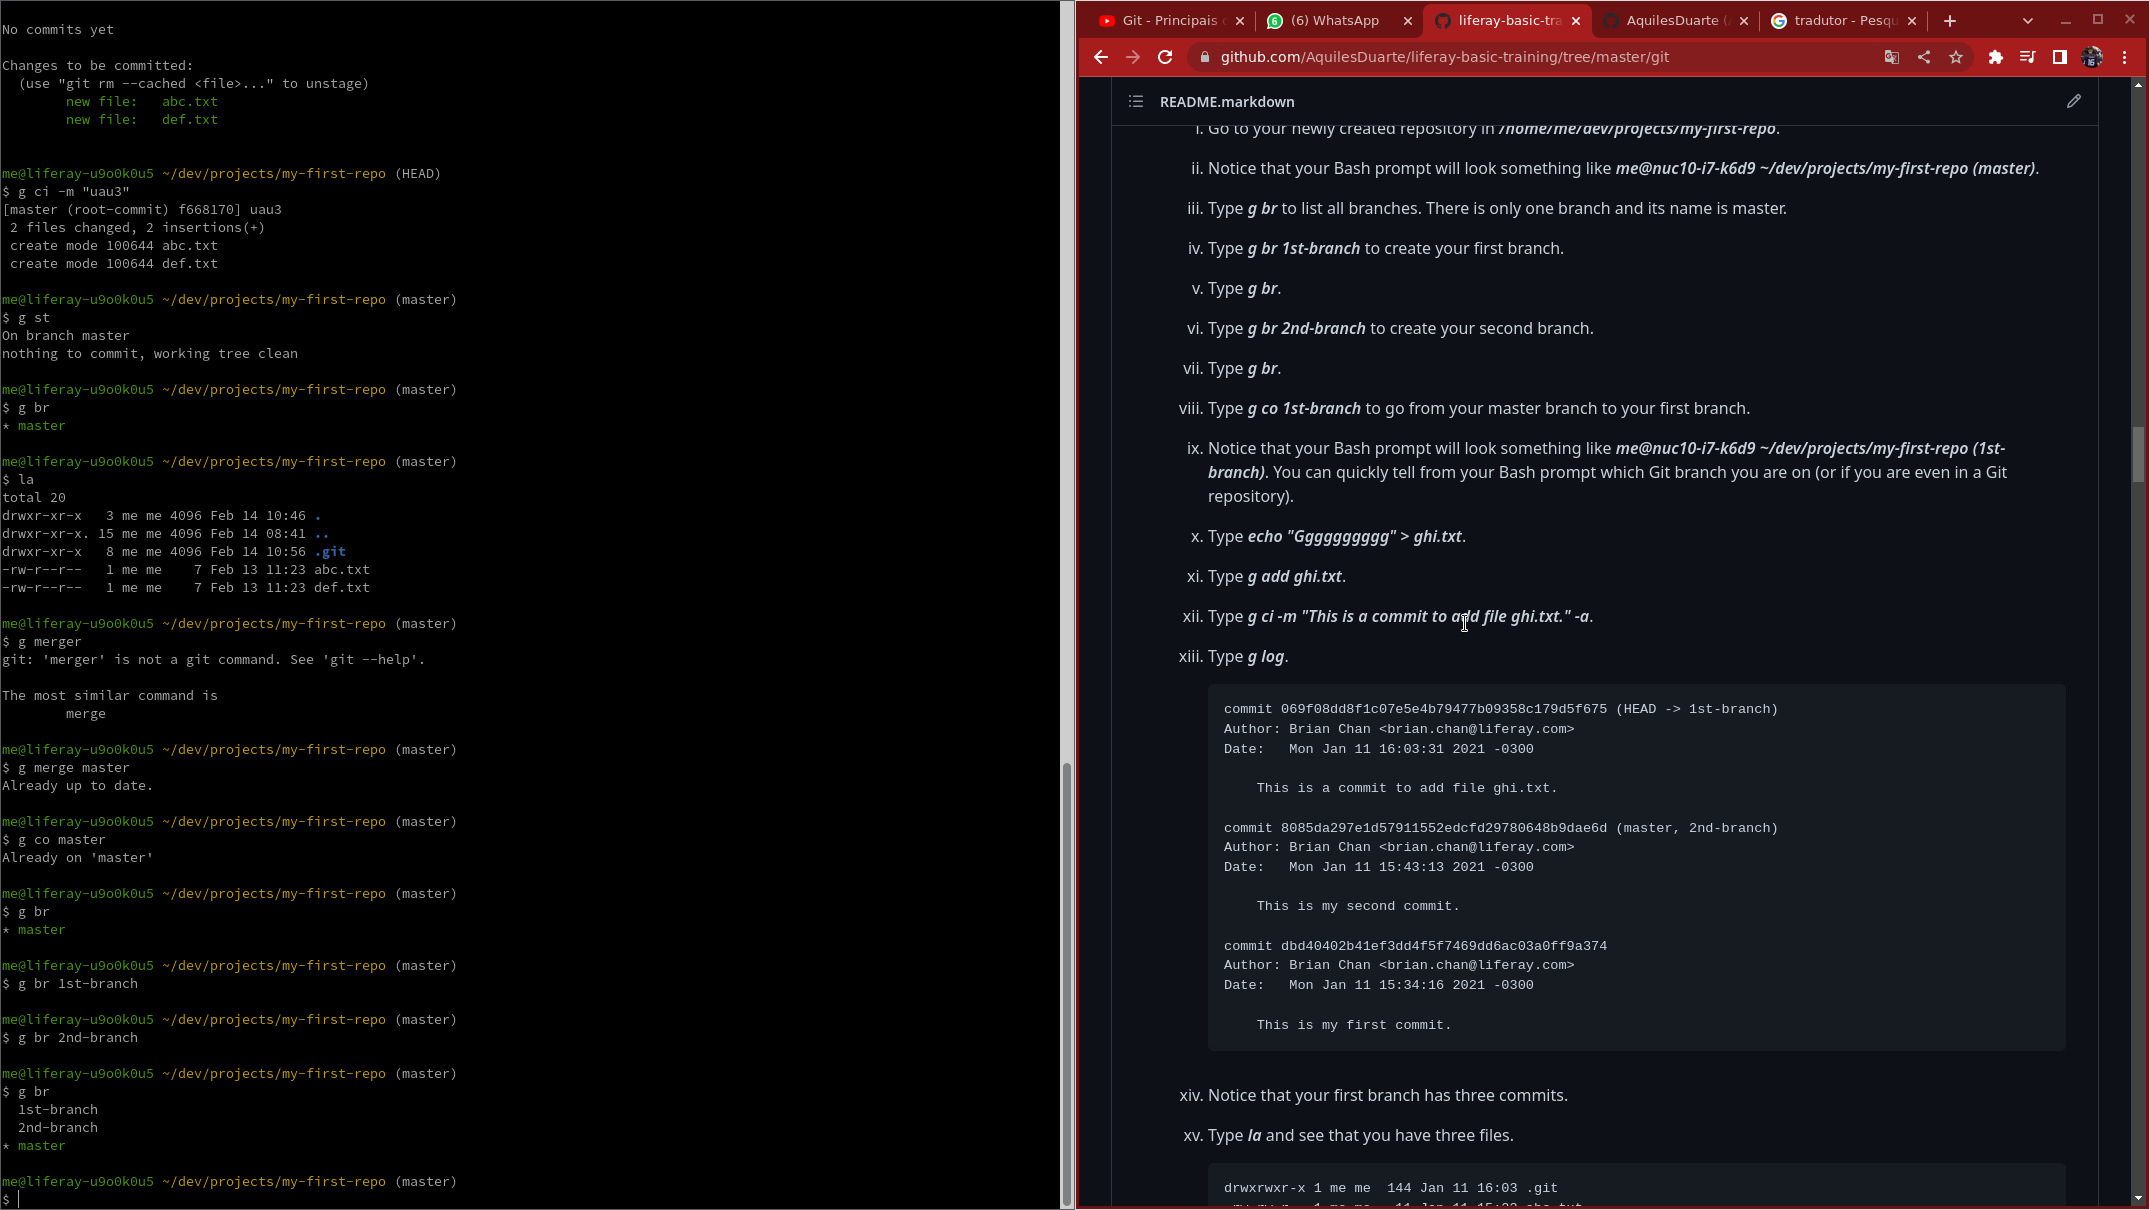 No commits yet
Changes to be committed:
(use "git rm --cached <file>..." to unstage)
new file:   abc.txt
new file:   def.txt
me@liferay-u9o0k0u5 ~/dev/projects/my-first-repo (HEAD)
$ g ci -m "uau3"
[master (root-commit) f668170] uau3
2 files changed, 2 insertions(+)
create mode 100644 abc.txt
create mode 100644 def.txt
me@liferay-u9o0k0u5 ~/dev/projects/my-first-repo (master)
$ g st
On branch master
nothing to commit, working tree clean
me@liferay-u9o0k0u5 ~/dev/projects/my-first-repo (master)
$ g br
* master
me@liferay-u9o0k0u5 ~/dev/projects/my-first-repo (master)
$ la
total 20
drwxr-xr-x   3 me me 4096 Feb 14 10:46 .
drwxr-xr-x. 15 me me 4096 Feb 14 08:41 ..
drwxr-xr-x   8 me me 4096 Feb 14 10:56 .git
-rw-r--r--   1 me me    7 Feb 13 11:23 abc.txt
-rw-r--r--   1 me me    7 Feb 13 11:23 def.txt
me@liferay-u9o0k0u5 ~/dev/projects/my-first-repo (master)
$ g merger
git: 'merger' is not a git command. See 'git --help'.
The most similar command is
merge
me@liferay-u9o0k0u5 ~/dev/projects/my-first-repo (master)
$ g merge master
Already up to date.
me@liferay-u9o0k0u5 ~/dev/projects/my-first-repo (master)
$ g co master
Already on 'master'
me@liferay-u9o0k0u5 ~/dev/projects/my-first-repo (master)
$ g br
* master
me@liferay-u9o0k0u5 ~/dev/projects/my-first-repo (master)
$ g br 1st-branch
me@liferay-u9o0k0u5 ~/dev/projects/my-first-repo (master)
$ g br 2nd-branch
me@liferay-u9o0k0u5 ~/dev/projects/my-first-repo (master)
$ g br
1st-branch
2nd-branch
* master
me@liferay-u9o0k0u5 ~/dev/projects/my-first-repo (master)
$
Git - Principais
(6) WhatsApp
liferay-basic-tra
AquilesDuarte (
tradutor - Pesqu
github.com/AquilesDuarte/liferay-basic-training/tree/master/git
README.markdown
i. Go to your newly created repository in /home/me/dev/projects/my-first-repo.
ii. Notice that your Bash prompt will look something like me@nuc10-i7-k6d9 ~/dev/projects/my-first-repo (master).
iii. Type g br to list all branches. There is only one branch and its name is master.
iv. Type g br 1st-branch to create your first branch.
v. Type g br.
vi. Type g br 2nd-branch to create your second branch.
vii. Type g br.
viii. Type g co 1st-branch to go from your master branch to your first branch.
ix. Notice that your Bash prompt will look something like me@nuc10-i7-k6d9 ~/dev/projects/my-first-repo (1st-
branch). You can quickly tell from your Bash prompt which Git branch you are on (or if you are even in a Git
repository).
x. Type echo "Gggggggggg" > ghi.txt.
xi. Type g add ghi.txt.
xii. Type g ci -m "This is a commit to add file ghi.txt." -a.
xiii. Type g log.
commit 069f08dd8f1c07e5e4b79477b09358c179d5f675 (HEAD -> 1st-branch)
Author: Brian Chan <brian.chan@liferay.com>
Date:   Mon Jan 11 16:03:31 2021 -0300
This is a commit to add file ghi.txt.
commit 8085da297e1d57911552edcfd29780648b9dae6d (master, 2nd-branch)
Author: Brian Chan <brian.chan@liferay.com>
Date:   Mon Jan 11 15:43:13 2021 -0300
This is my second commit.
commit dbd40402b41ef3dd4f5f7469dd6ac03a0ff9a374
Author: Brian Chan <brian.chan@liferay.com>
Date:   Mon Jan 11 15:34:16 2021 -0300
This is my first commit.
xiv. Notice that your first branch has three commits.
xv. Type la and see that you have three files.
drwxrwxr-x 1 me me  144 Jan 11 16:03 .git